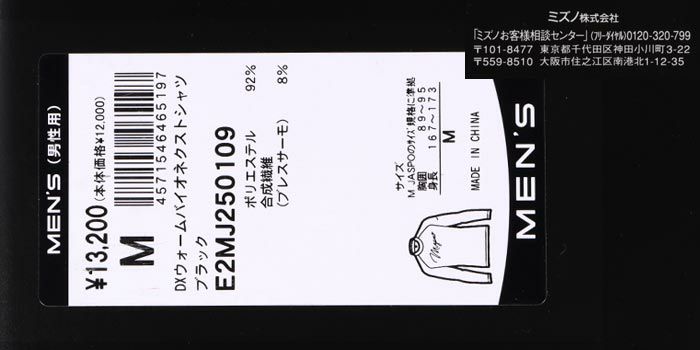 ミズノ株式会社
「ミズノお客様相談センター」(フリーダイヤル)0120-320-799
〒101-8477 東京都千代田区神田小川町3-22
〒559-8510 大阪市住之江区南港北1-12-35
MEN'S (男性用)
¥13,200 (本体価格¥12,000)
M
4571546465197
DXウォームバイオネクストシャツ
ブラック
E2MJ250109
ポリエステル 92%
合成繊維 8%
(ブレスサーモ)
サイズ
M JASPOのサイズ規格に準拠
胸囲 89~95
身長 167~173
M
MADE IN CHINA
Mizuno
MEN'S